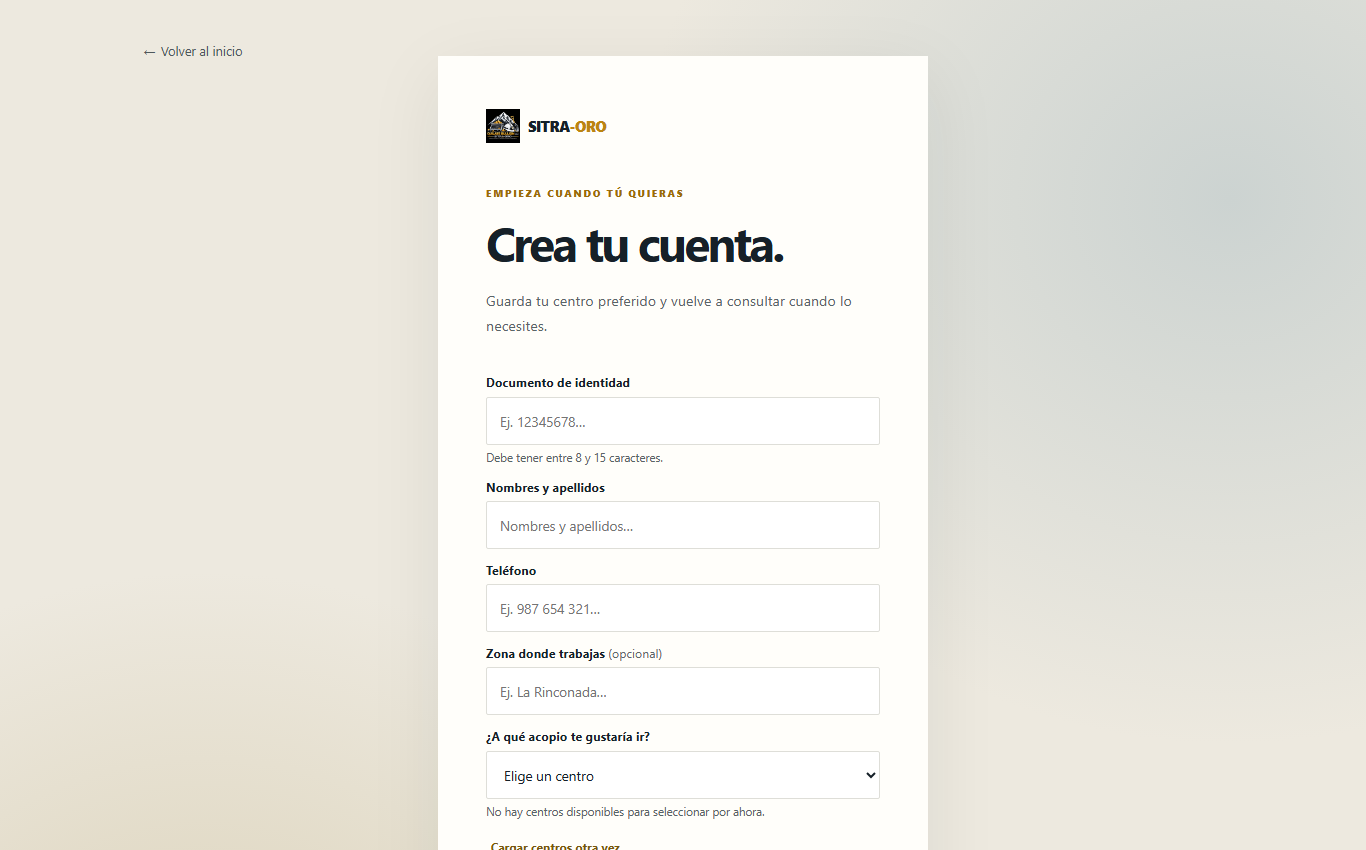 ← Volver al inicio
SITRA-ORO
EMPIEZA CUANDO TÚ QUIERAS
Crea tu cuenta.
Guarda tu centro preferido y vuelve a consultar cuando lo
necesites.
Documento de identidad
Ej. 12345678...
Debe tener entre 8 y 15 caracteres.
Nombres y apellidos
Nombres y apellidos...
Teléfono
Ej. 987 654 321...
Zona donde trabajas (opcional)
Ej. La Rinconada...
¿A qué acopio te gustaría ir?
Elige un centro
No hay centros disponibles para seleccionar por ahora.
Cargar centros otra vez